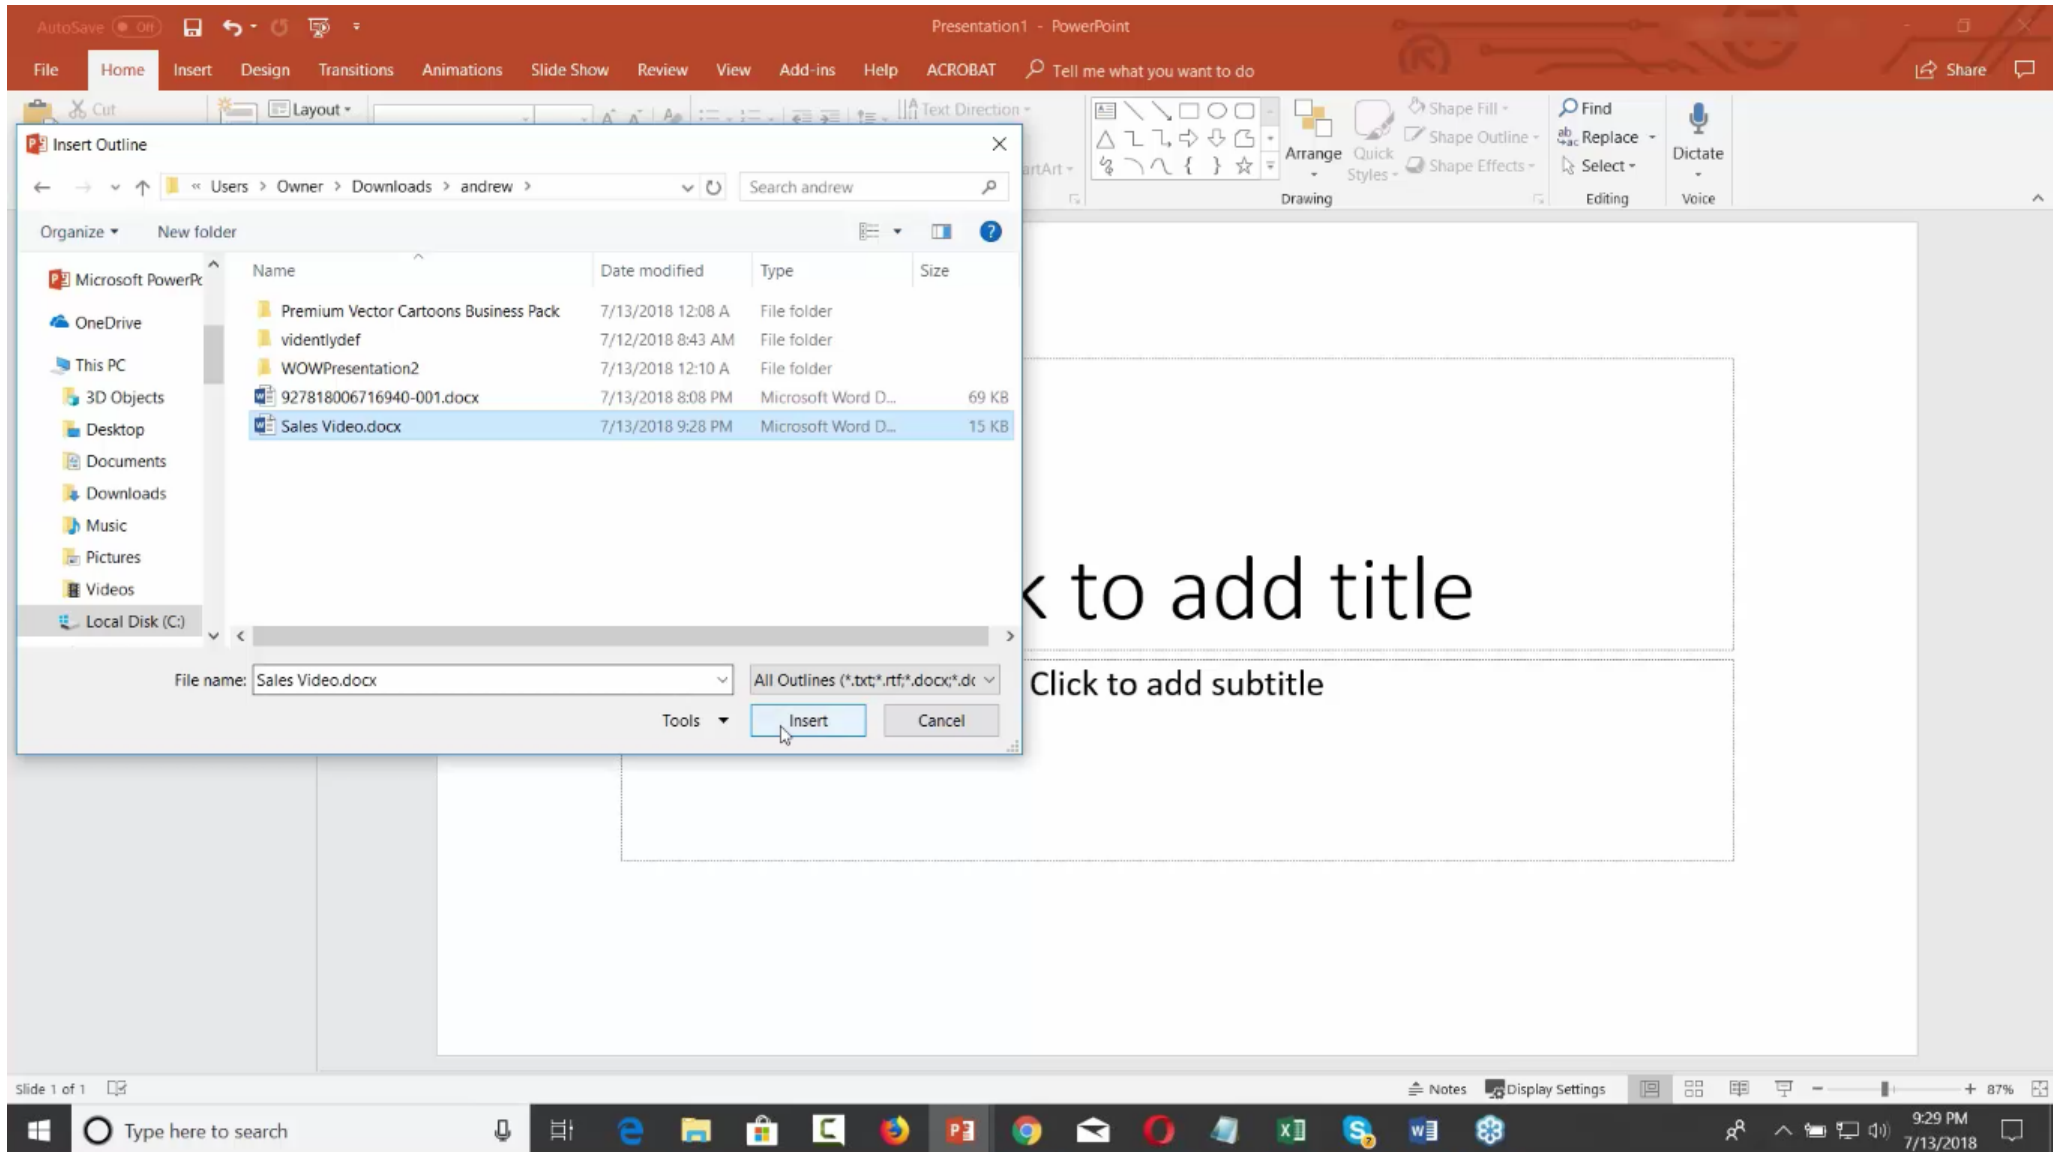 AutoSave Off
Presentation1 - PowerPoint
File Home Insert Design Transitions Animations Slide Show Review View Add-ins Help ACROBAT Tell me what you want to do Share
Cut Layout Text Direction
Shape Fill Find
Shape Outline Replace
Arrange Quick Styles Shape Effects Select Dictate
Drawing Editing Voice
Insert Outline
« Users > Owner > Downloads > andrew >
Search andrew
Organize New folder
Name Date modified Type Size
Premium Vector Cartoons Business Pack 7/13/2018 12:08 A File folder
videntlydef 7/12/2018 8:43 AM File folder
WOWPresentation2 7/13/2018 12:10 A File folder
927818006716940-001.docx 7/13/2018 8:08 PM Microsoft Word D... 69 KB
Sales Video.docx 7/13/2018 9:28 PM Microsoft Word D... 15 KB
Microsoft PowerPc
OneDrive
This PC
3D Objects
Desktop
Documents
Downloads
Music
Pictures
Videos
Local Disk (C:)
File name: Sales Video.docx
All Outlines (*.txt;*.rtf;*.docx;*.dc
Tools Insert Cancel
k to add title
Click to add subtitle
Slide 1 of 1
Notes Display Settings 87%
Type here to search
9:29 PM
7/13/2018